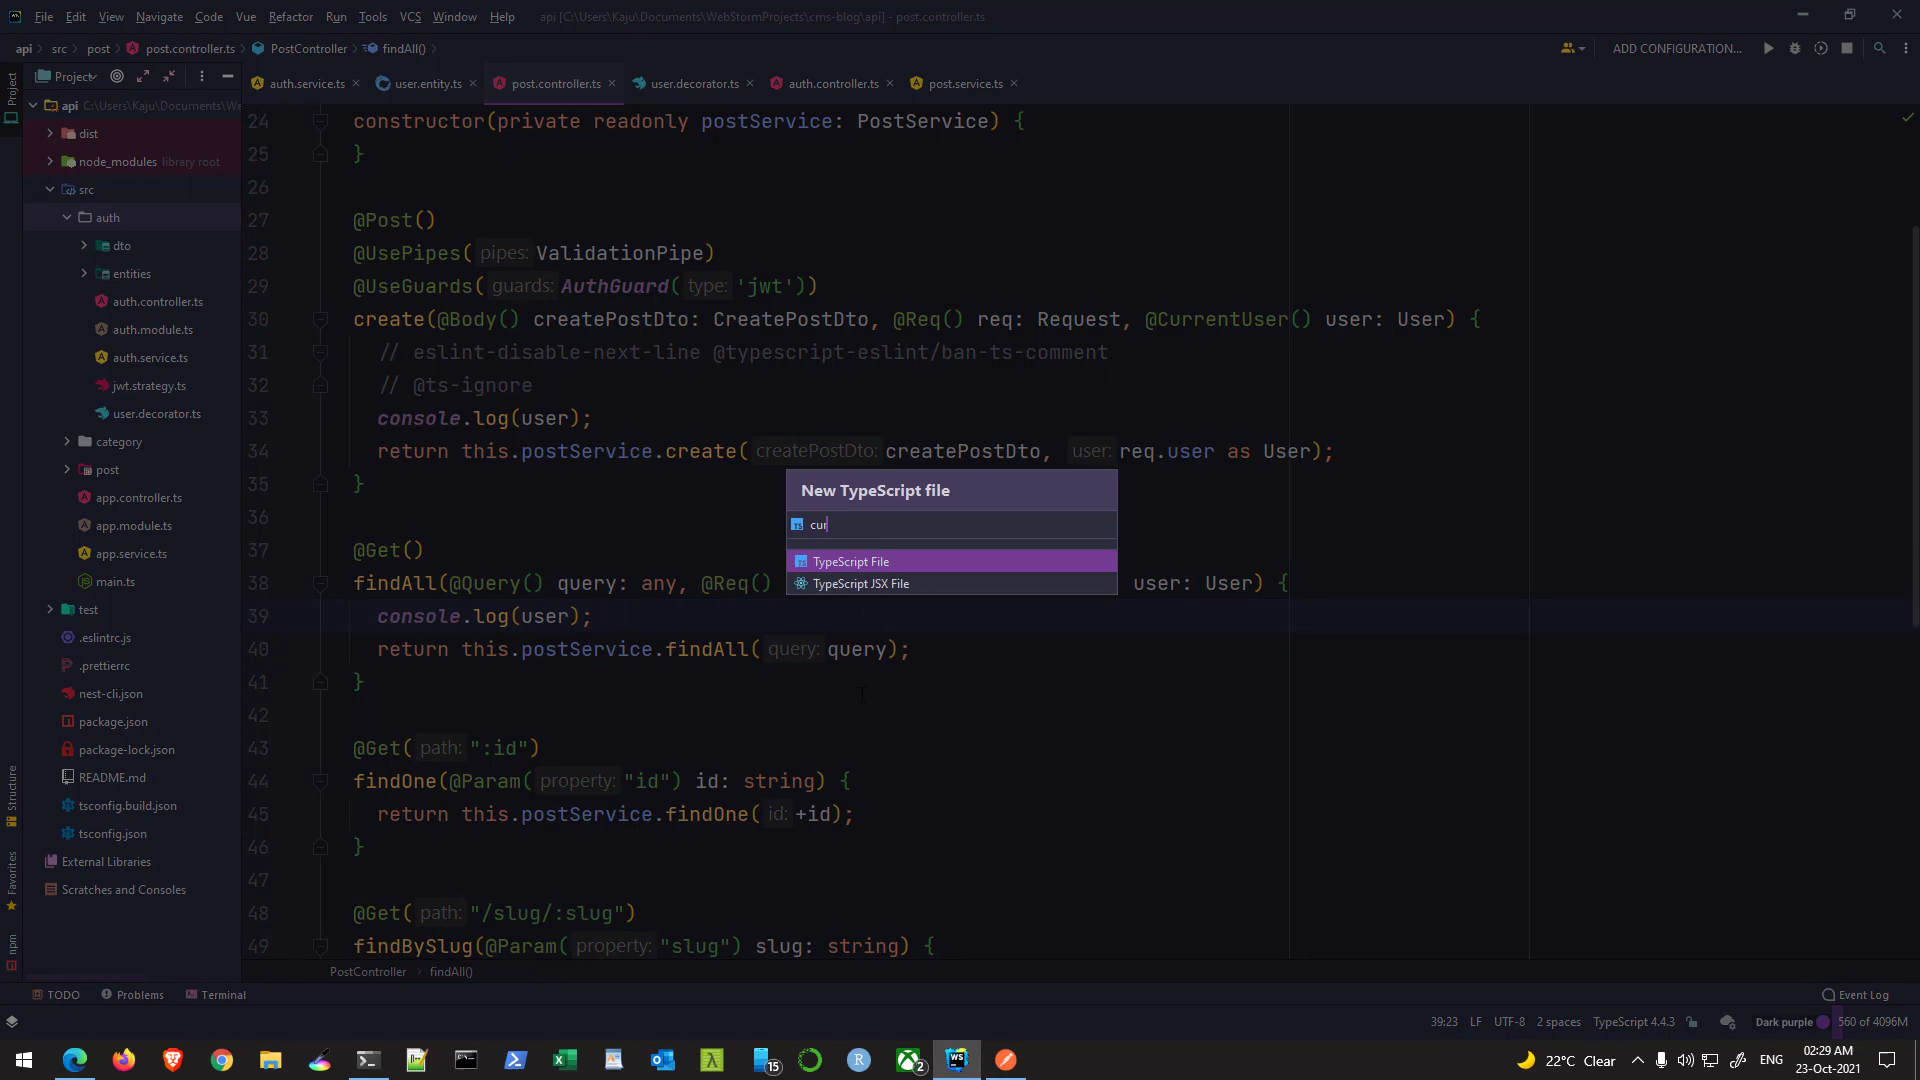 File Edit View Navigate Code Vue Refactor Run Tools VCS Window Help api [C:\Users\Kaju\Documents\WebStormProjects\cms-blog\api] - post.controller.ts
api src post post.controller.ts PostController findAll() ADD CONFIGURATION...
Project auth.service.ts user.entity.ts post.controller.ts user.decorator.ts auth.controller.ts post.service.ts
Project
api C:\Users\Kaju\Documents\We
dist
node_modules library root
src
auth
dto
entities
auth.controller.ts
auth.module.ts
auth.service.ts
jwt.strategy.ts
user.decorator.ts
category
post
app.controller.ts
app.module.ts
app.service.ts
main.ts
test
.eslintrc.js
.prettierrc
nest-cli.json
package.json
package-lock.json
README.md
tsconfig.build.json
tsconfig.json
External Libraries
Scratches and Consoles
Structure
Favorites
npm
24 constructor(private readonly postService: PostService) {
25 }
26
27 @Post()
28 @UsePipes( pipes: ValidationPipe)
29 @UseGuards( guards: AuthGuard( type: 'jwt'))
30 create(@Body() createPostDto: CreatePostDto, @Req() req: Request, @CurrentUser() user: User) {
31 // eslint-disable-next-line @typescript-eslint/ban-ts-comment
32 // @ts-ignore
33 console.log(user);
34 return this.postService.create( createPostDto: createPostDto, user: req.user as User);
35 }
36
37 @Get()
38 findAll(@Query() query: any, @Req() user: User) {
39 console.log(user);
40 return this.postService.findAll( query: query);
41 }
42
43 @Get( path: ":id")
44 findOne(@Param( property: "id") id: string) {
45 return this.postService.findOne( id: +id);
46 }
47
48 @Get( path: "/slug/:slug")
49 findBySlug(@Param( property: "slug") slug: string) {
New TypeScript file
cur
TypeScript File
TypeScript JSX File
PostController findAll()
TODO Problems Terminal Event Log
39:23 LF UTF-8 2 spaces TypeScript 4.4.3 Dark purple 560 of 4096M
15 R 2 WS 22°C Clear ENG 02:29 AM
23-Oct-2021